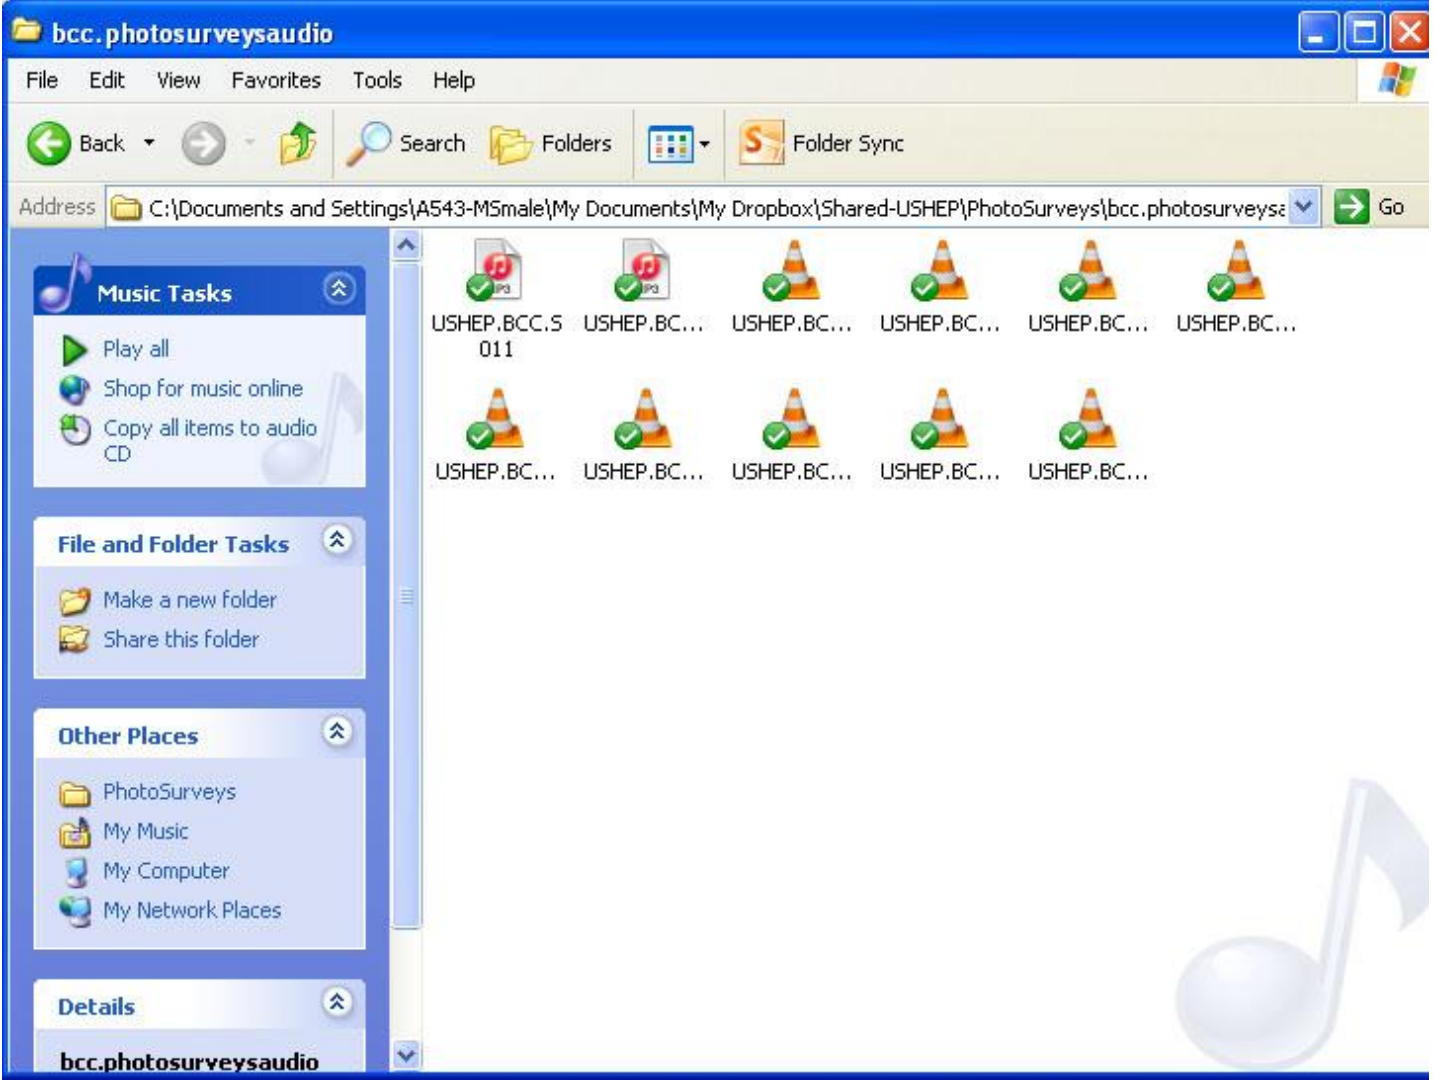 bcc.photosurveysaudio
File Edit View Favorites Tools Help
Back Search Folders Folder Sync
Address C:\Documents and Settings\A543-MSmale\My Documents\My Dropbox\Shared-USHEP\PhotoSurveys\bcc.photosurveysa Go
Music Tasks
Play all
Shop for music online
Copy all items to audio
CD
File and Folder Tasks
Make a new folder
Share this folder
Other Places
PhotoSurveys
My Music
My Computer
My Network Places
Details
bcc.photosurveysaudio
USHEP.BCC.S USHEP.BC... USHEP.BC... USHEP.BC... USHEP.BC... USHEP.BC...
011
USHEP.BC... USHEP.BC... USHEP.BC... USHEP.BC... USHEP.BC...